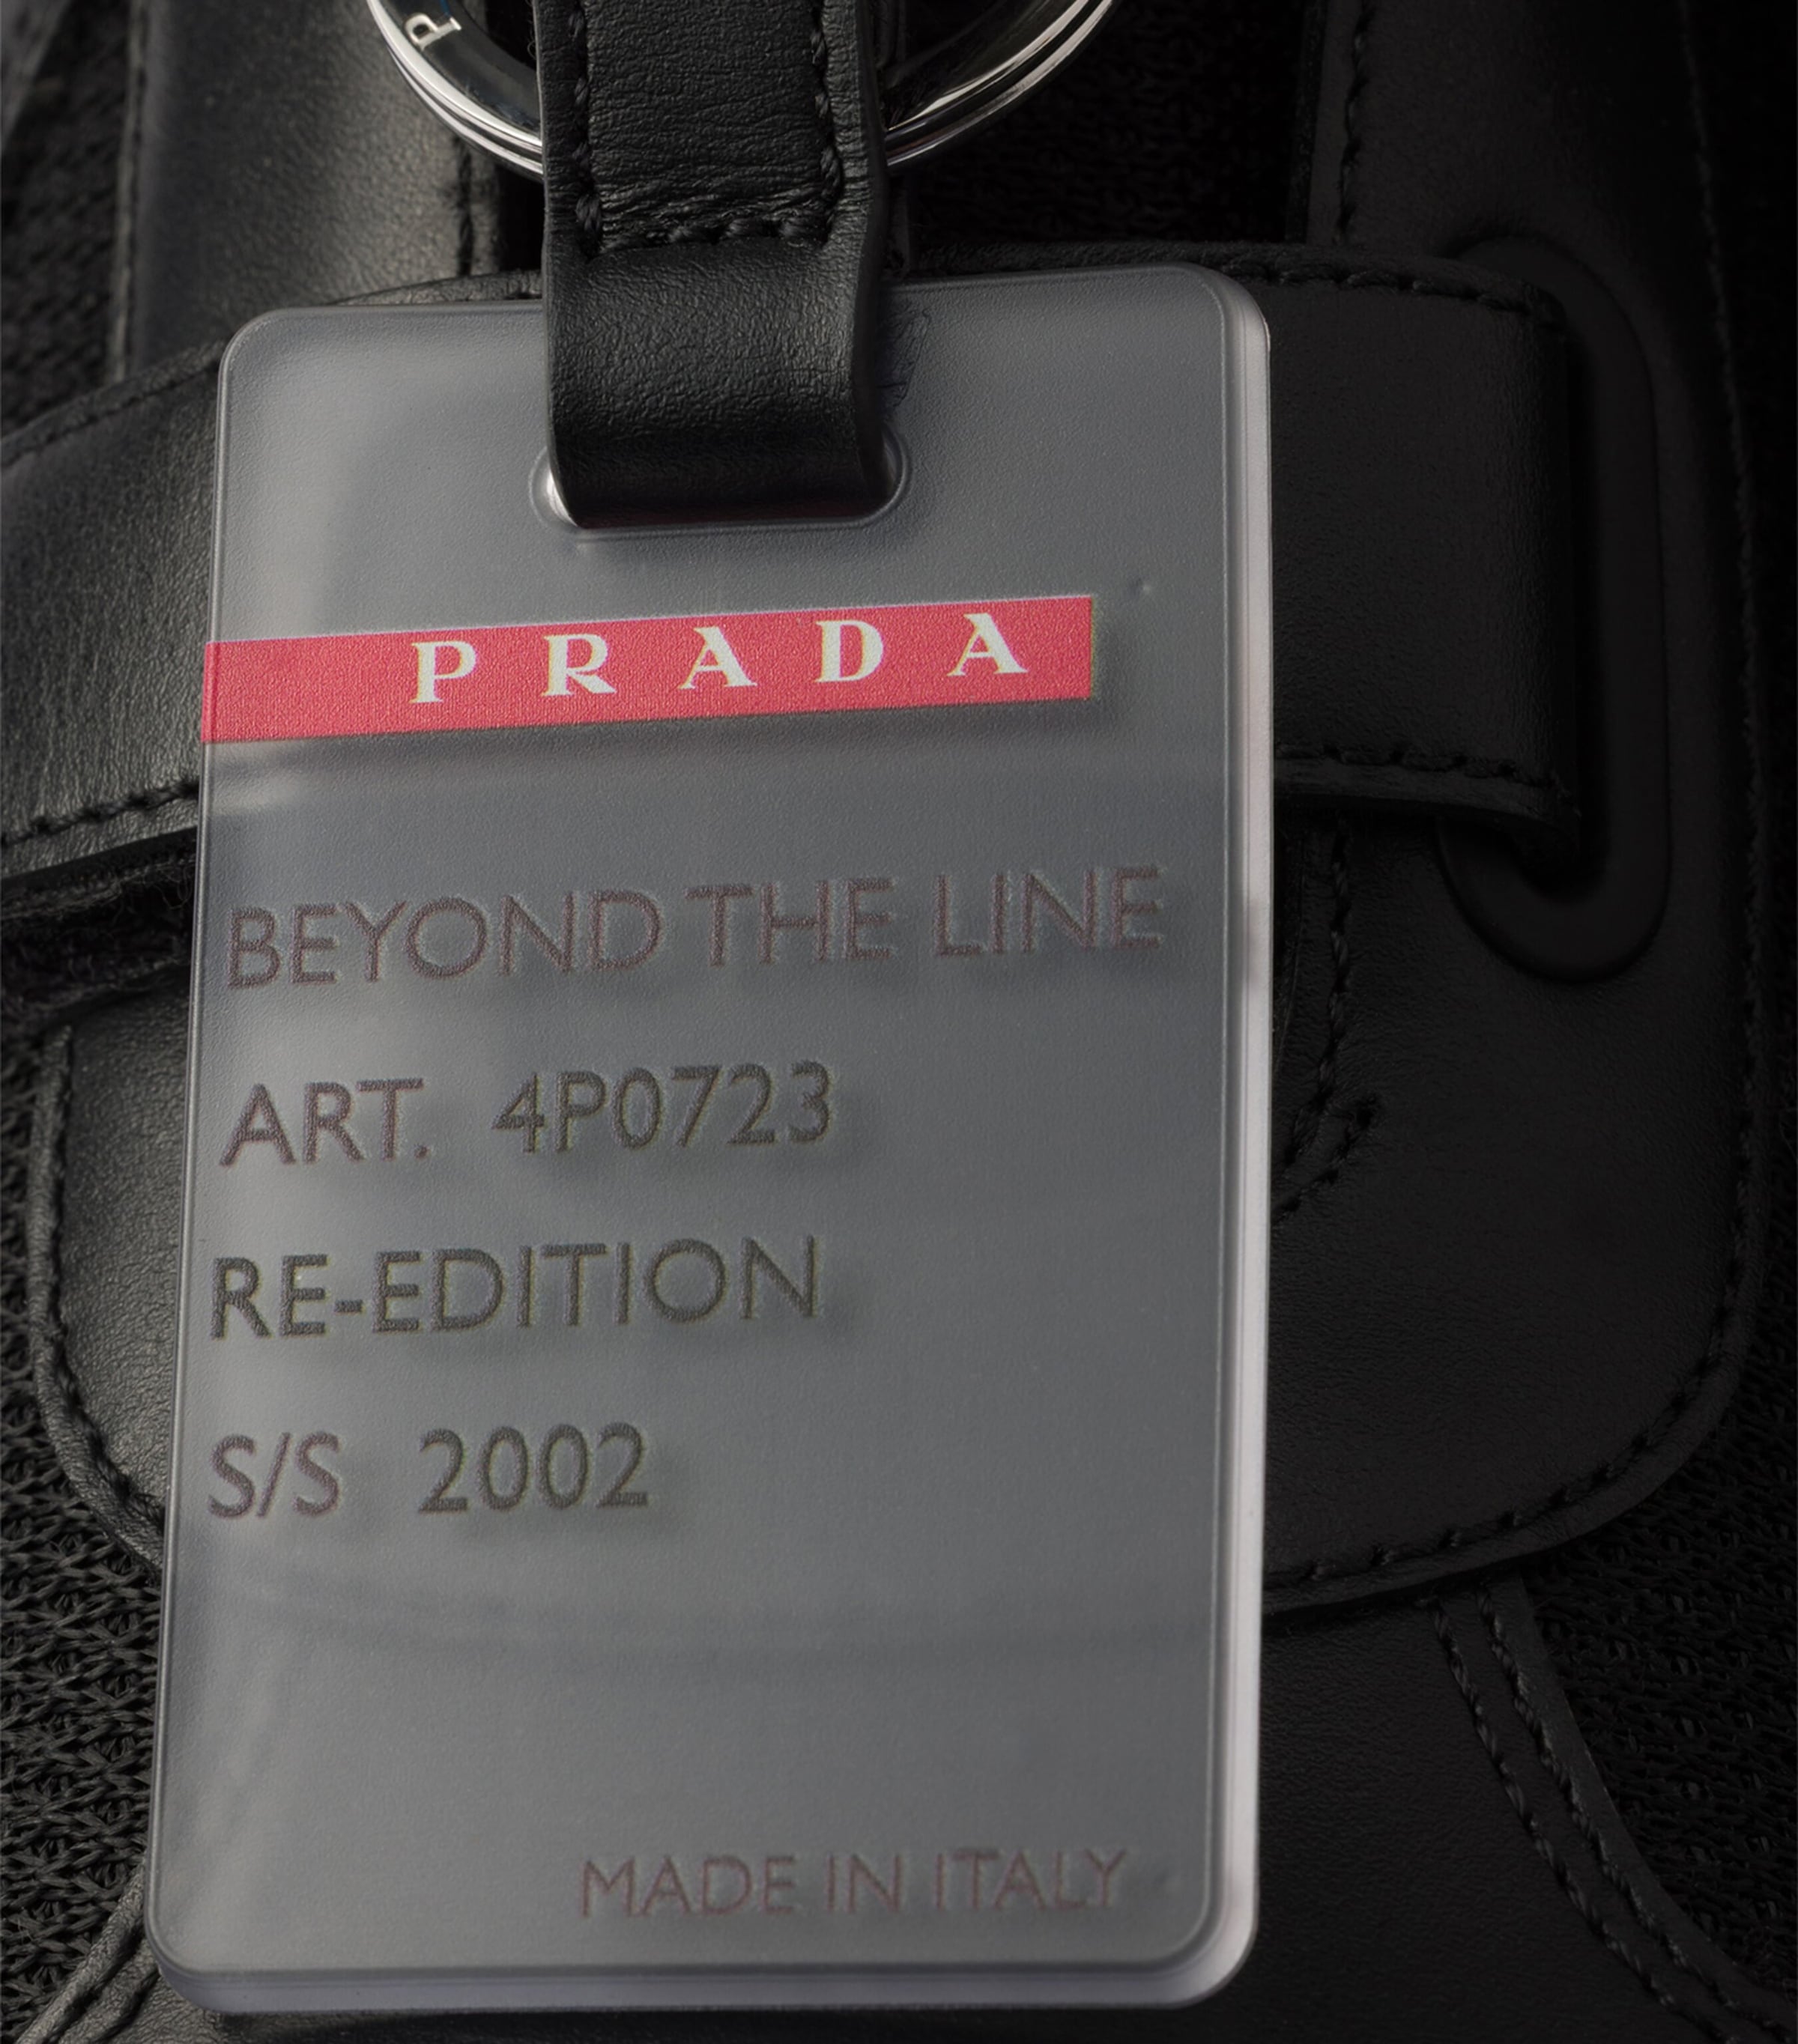 P
PRADA
BEYOND THE LINE
ART. 4P0723
RE-EDITION
S/S 2002
MADE IN ITALY